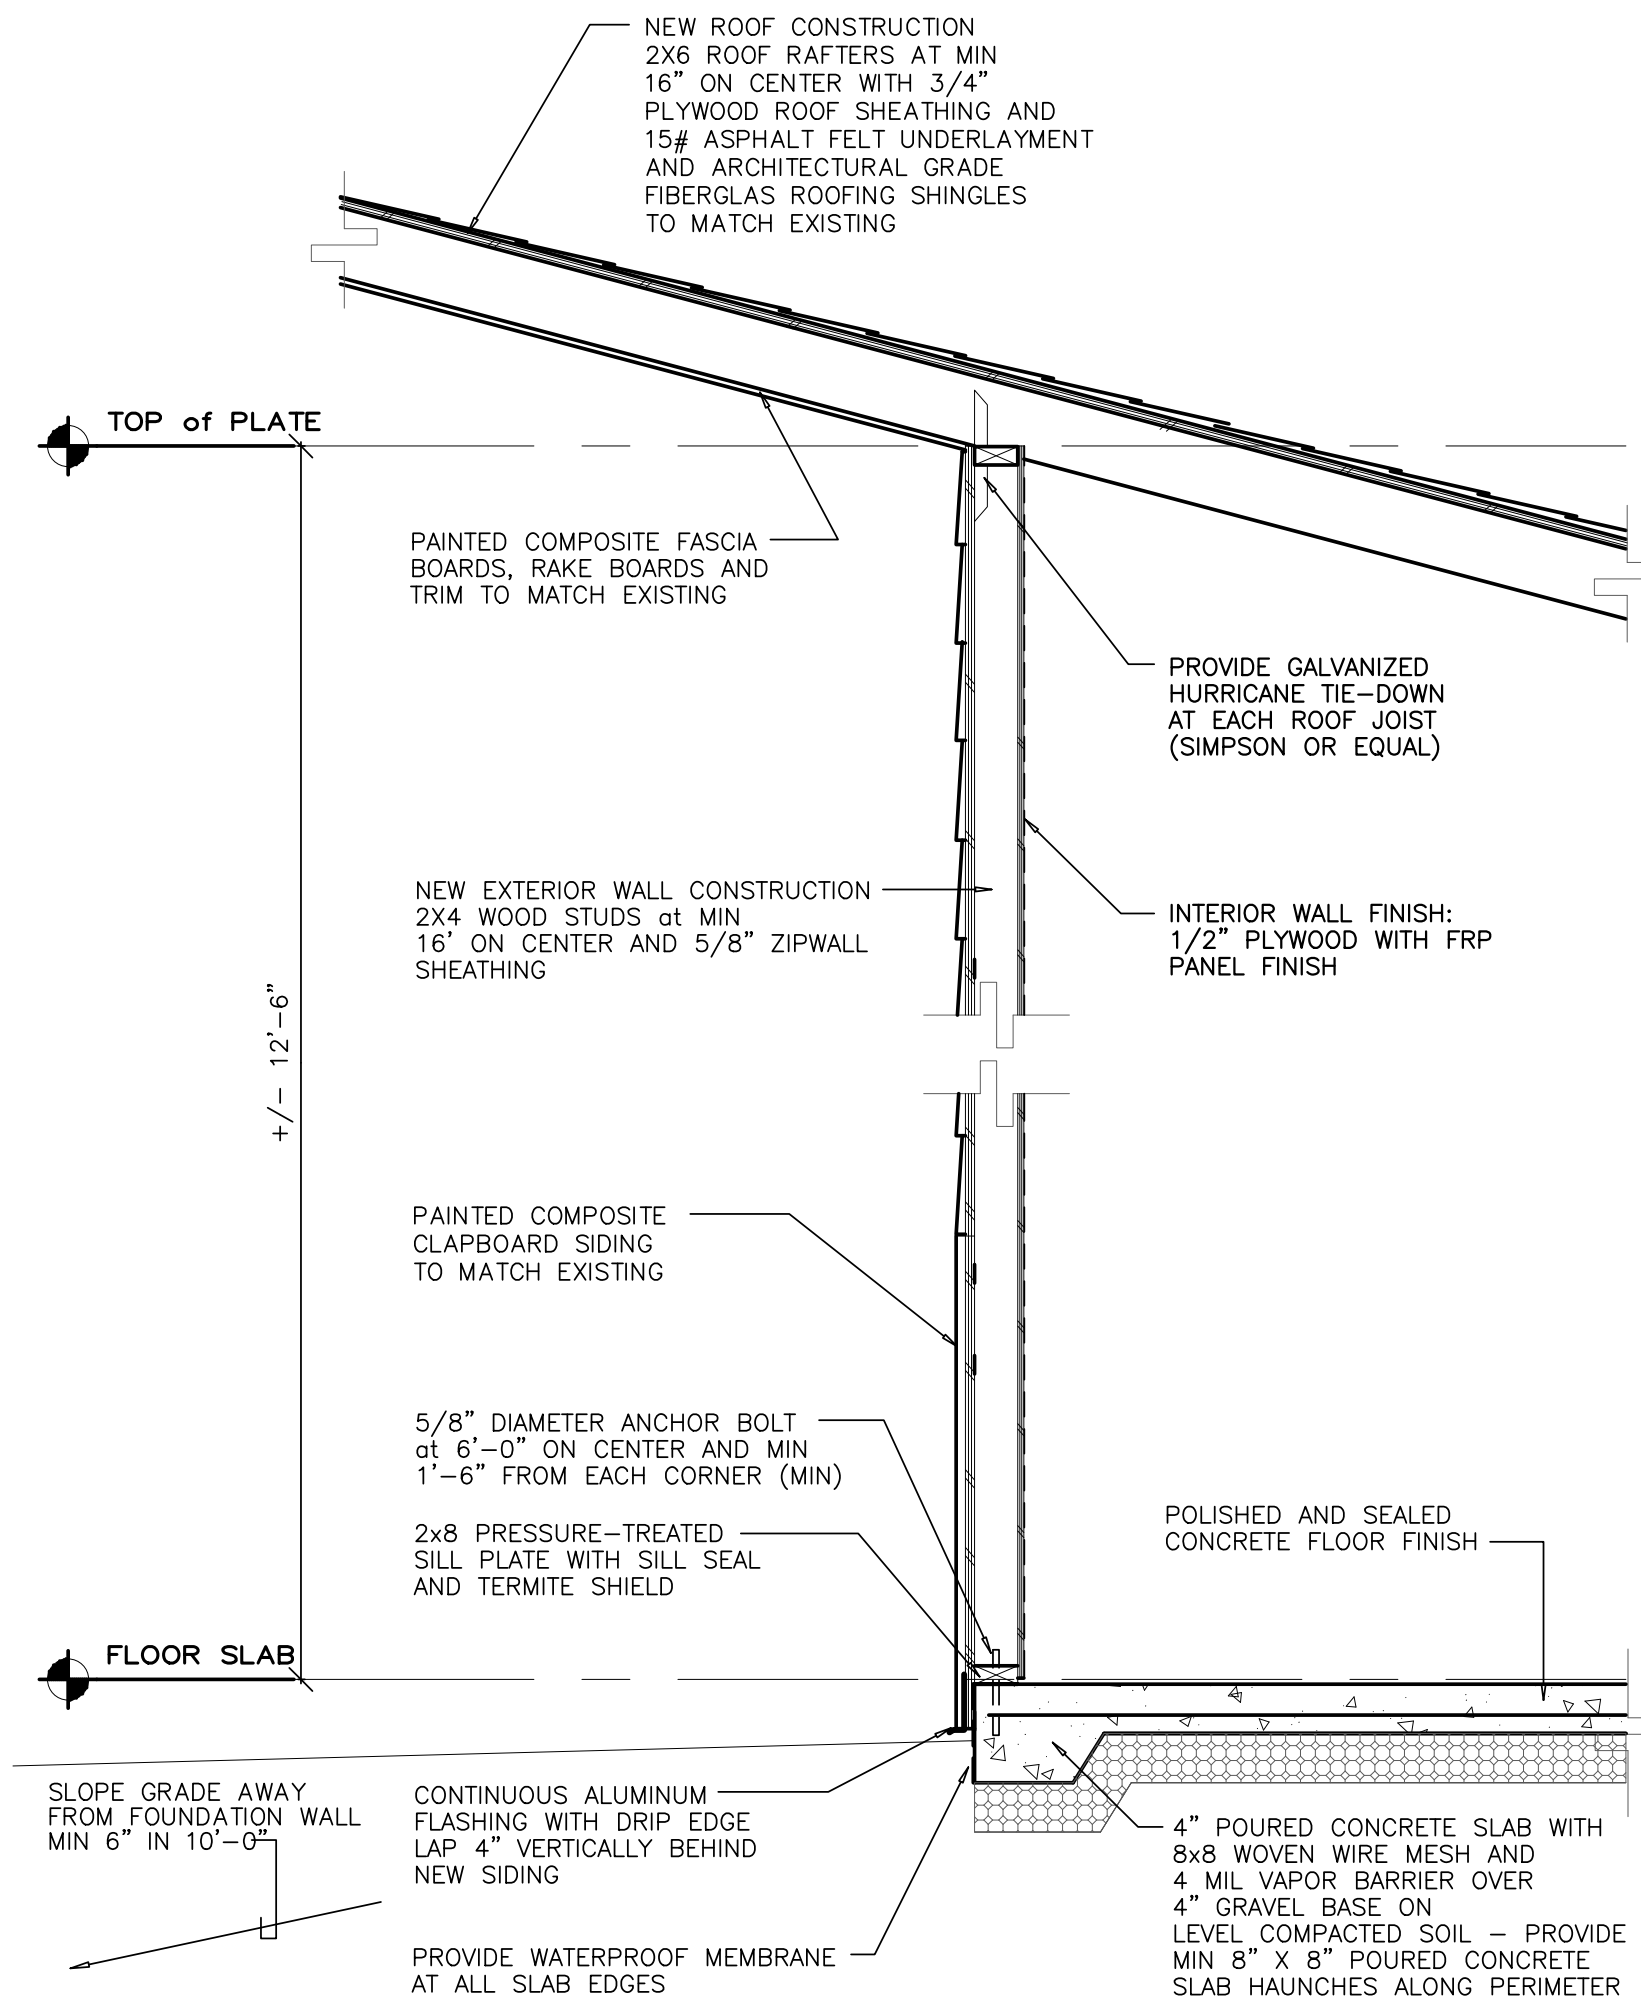 NEW ROOF CONSTRUCTION
2X6 ROOF RAFTERS AT MIN
16" ON CENTER WITH 3/4"
PLYWOOD ROOF SHEATHING AND
15# ASPHALT FELT UNDERLAYMENT
AND ARCHITECTURAL GRADE
FIBERGLAS ROOFING SHINGLES
TO MATCH EXISTING
TOP of PLATE
PAINTED COMPOSITE FASCIA
BOARDS, RAKE BOARDS AND
TRIM TO MATCH EXISTING
PROVIDE GALVANIZED
HURRICANE TIE-DOWN
AT EACH ROOF JOIST
(SIMPSON OR EQUAL)
NEW EXTERIOR WALL CONSTRUCTION
2X4 WOOD STUDS at MIN
16' ON CENTER AND 5/8" ZIPWALL
SHEATHING
INTERIOR WALL FINISH:
1/2" PLYWOOD WITH FRP
PANEL FINISH
+/- 12'-6"
PAINTED COMPOSITE
CLAPBOARD SIDING
TO MATCH EXISTING
5/8" DIAMETER ANCHOR BOLT
at 6'-0" ON CENTER AND MIN
1'-6" FROM EACH CORNER (MIN)
2x8 PRESSURE-TREATED
SILL PLATE WITH SILL SEAL
AND TERMITE SHIELD
POLISHED AND SEALED
CONCRETE FLOOR FINISH
FLOOR SLAB
SLOPE GRADE AWAY
FROM FOUNDATION WALL
MIN 6" IN 10'-0"
CONTINUOUS ALUMINUM
FLASHING WITH DRIP EDGE
LAP 4" VERTICALLY BEHIND
NEW SIDING
PROVIDE WATERPROOF MEMBRANE
AT ALL SLAB EDGES
4" POURED CONCRETE SLAB WITH
8x8 WOVEN WIRE MESH AND
4 MIL VAPOR BARRIER OVER
4" GRAVEL BASE ON
LEVEL COMPACTED SOIL - PROVIDE
MIN 8" X 8" POURED CONCRETE
SLAB HAUNCHES ALONG PERIMETER